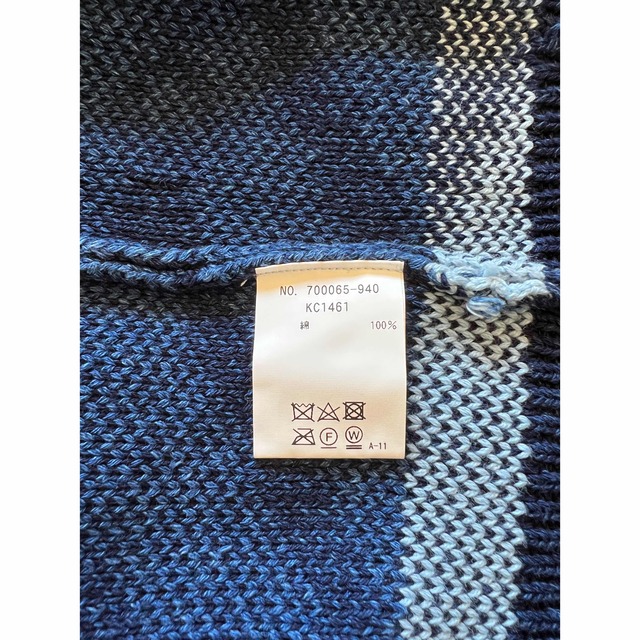 NO. 700065-940
KC1461
綿 100%
F W A-11